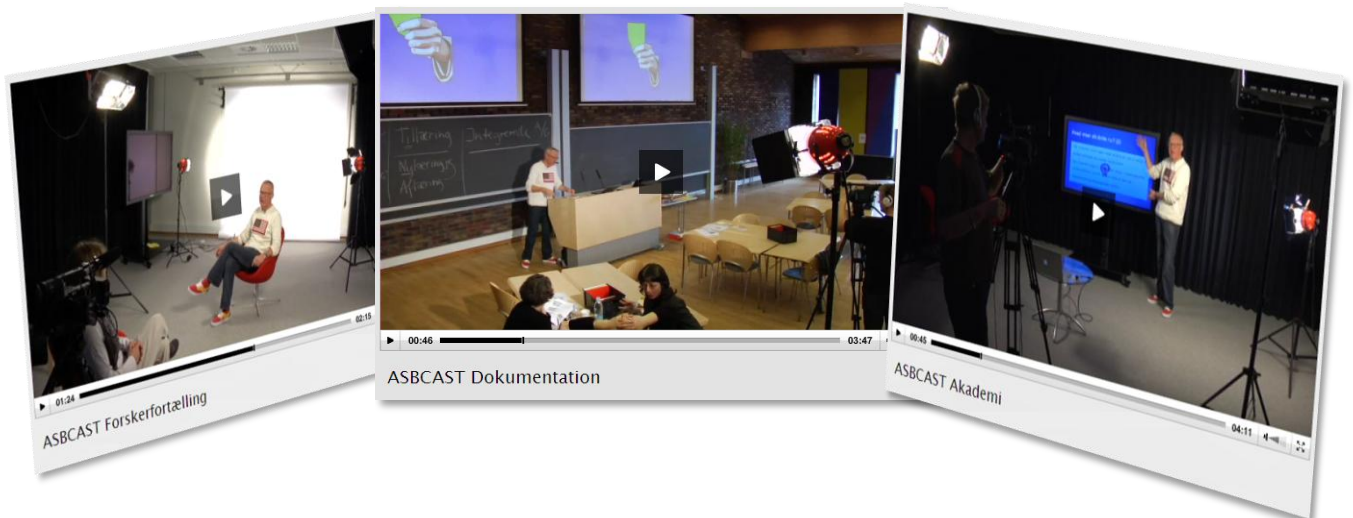 01:24
02:15
ASBCAST Forskerfortælling
Tillæring
00:46
03:47
ASBCAST Dokumentation
00:45
04:11
ASBCAST Akademi